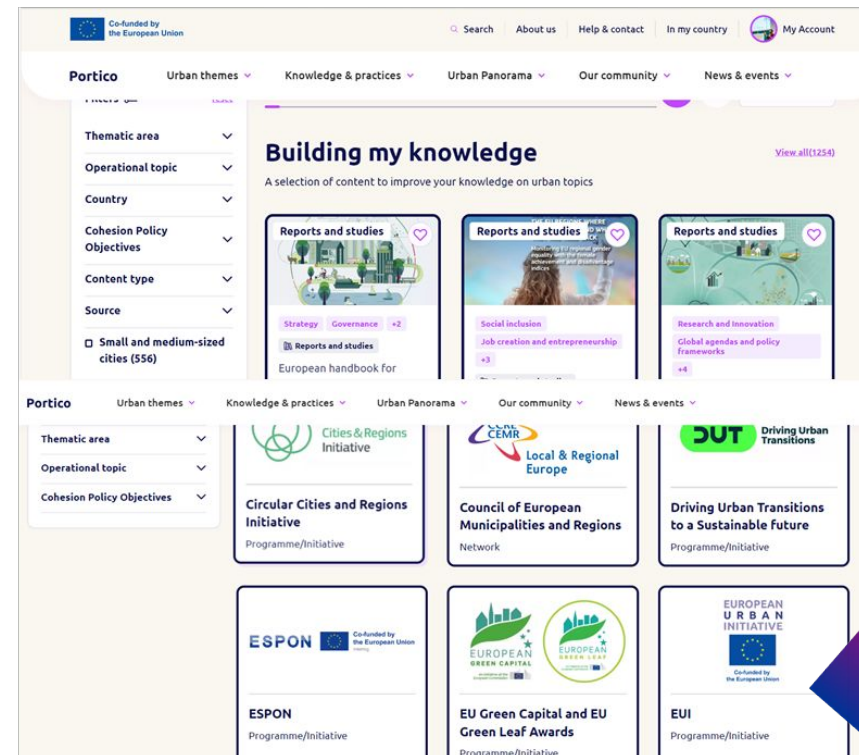 Co-funded by
the European Union
Search About us Help & contact In my country My Account
Portico Urban themes Knowledge & practices Urban Panorama Our community News & events
Thematic area
Operational topic
Country
Cohesion Policy
Objectives
Content type
Source
Small and medium-sized
cities (556)
Building my knowledge
View all(1254)
A selection of content to improve your knowledge on urban topics
Reports and studies
Strategy Governance +2
Reports and studies
European handbook for
Reports and studies
Social inclusion
Job creation and entrepreneurship
+3
Reports and studies
Research and Innovation
Global agendas and policy
frameworks
+4
Portico Urban themes Knowledge & practices Urban Panorama Our community News & events
Thematic area
Operational topic
Cohesion Policy Objectives
Cities & Regions
Initiative
Circular Cities and Regions
Initiative
Programme/Initiative
CEMR
Local & Regional
Europe
Council of European
Municipalities and Regions
Network
DUT
Driving Urban
Transitions
Driving Urban Transitions
to a Sustainable future
Programme/Initiative
ESPON
Co-funded by
the European Union
ESPON
Programme/Initiative
EUROPEAN
GREEN CAPITAL
EUROPEAN
GREEN LEAF
EU Green Capital and EU
Green Leaf Awards
Programme/Initiative
EUROPEAN
URBAN
INITIATIVE
Co-funded by
the European Union
EUI
Programme/Initiative